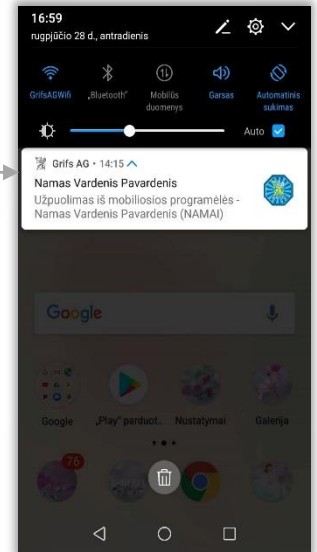 16:59
rugpjūčio 28 d., antradienis
GrifsAGWifi
„Bluetooth“
Mobilūs duomenys
Garsas
Automatinis sukimas
Auto
Grifs AG • 14:15
Namas Vardenis Pavardenis
Užpuolimas iš mobiliosios programėlės -
Namas Vardenis Pavardenis (NAMAI)
Google
Google
„Play“ parduot..
Nustatymai
Galerija
76